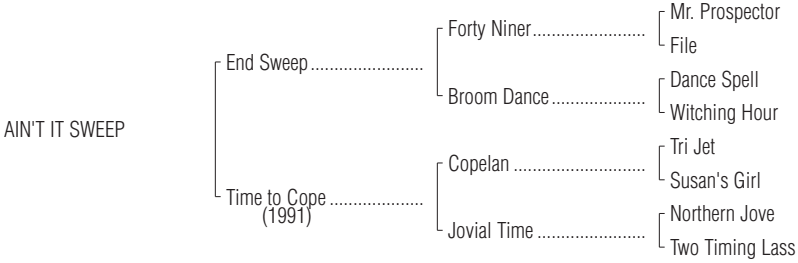 Mr. Prospector
Forty Niner........................
File
End Sweep........................
Dance Spell
Broom Dance....................
Witching Hour
AIN'T IT SWEEP
Tri Jet
Copelan ............................
Susan's Girl
Time to Cope ....................
(1991)
Northern Jove
Jovial Time .......................
Two Timing Lass